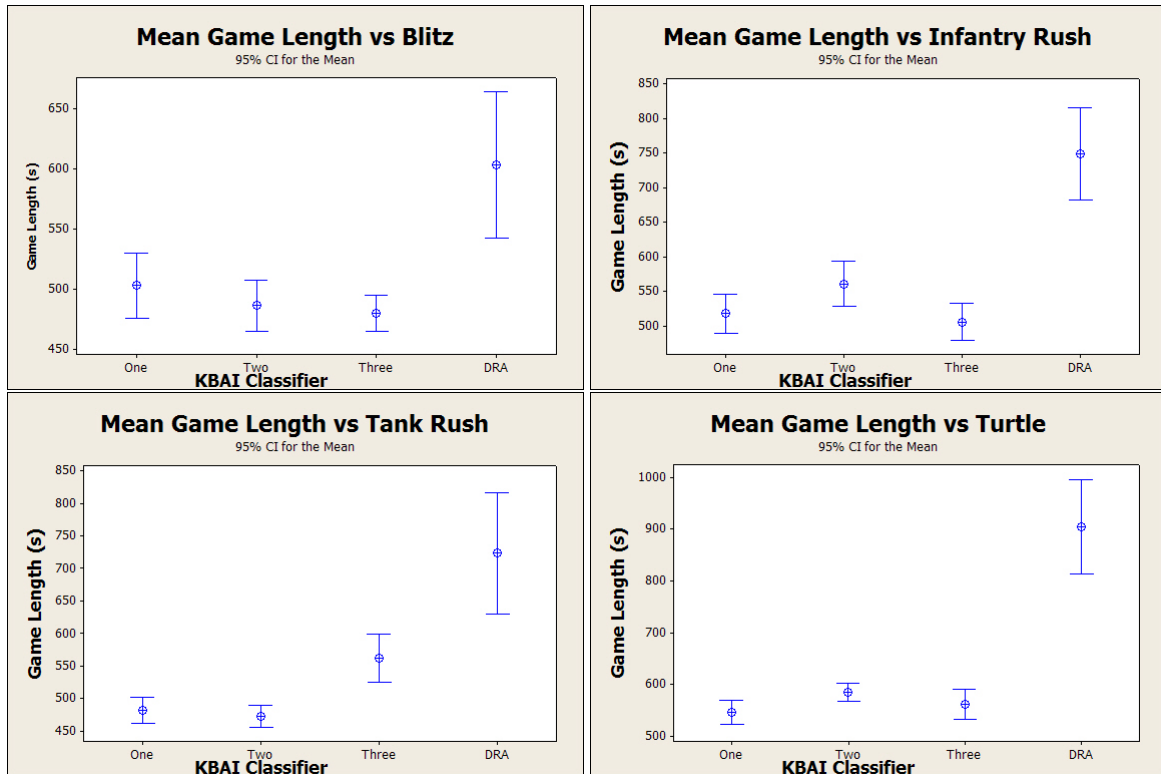 Mean Game Length vs Blitz
95% CI for the Mean
Game Length (s)
650
600
550
500
450
One Two Three DRA
KBAI Classifier
Mean Game Length vs Infantry Rush
95% CI for the Mean
Game Length (s)
850
800
750
700
650
600
550
500
One Two Three DRA
KBAI Classifier
Mean Game Length vs Tank Rush
95% CI for the Mean
Game Length (s)
850
800
750
700
650
600
550
500
450
One Two Three DRA
KBAI Classifier
Mean Game Length vs Turtle
95% CI for the Mean
Game Length (s)
1000
900
800
700
600
500
One Two Three DRA
KBAI Classifier